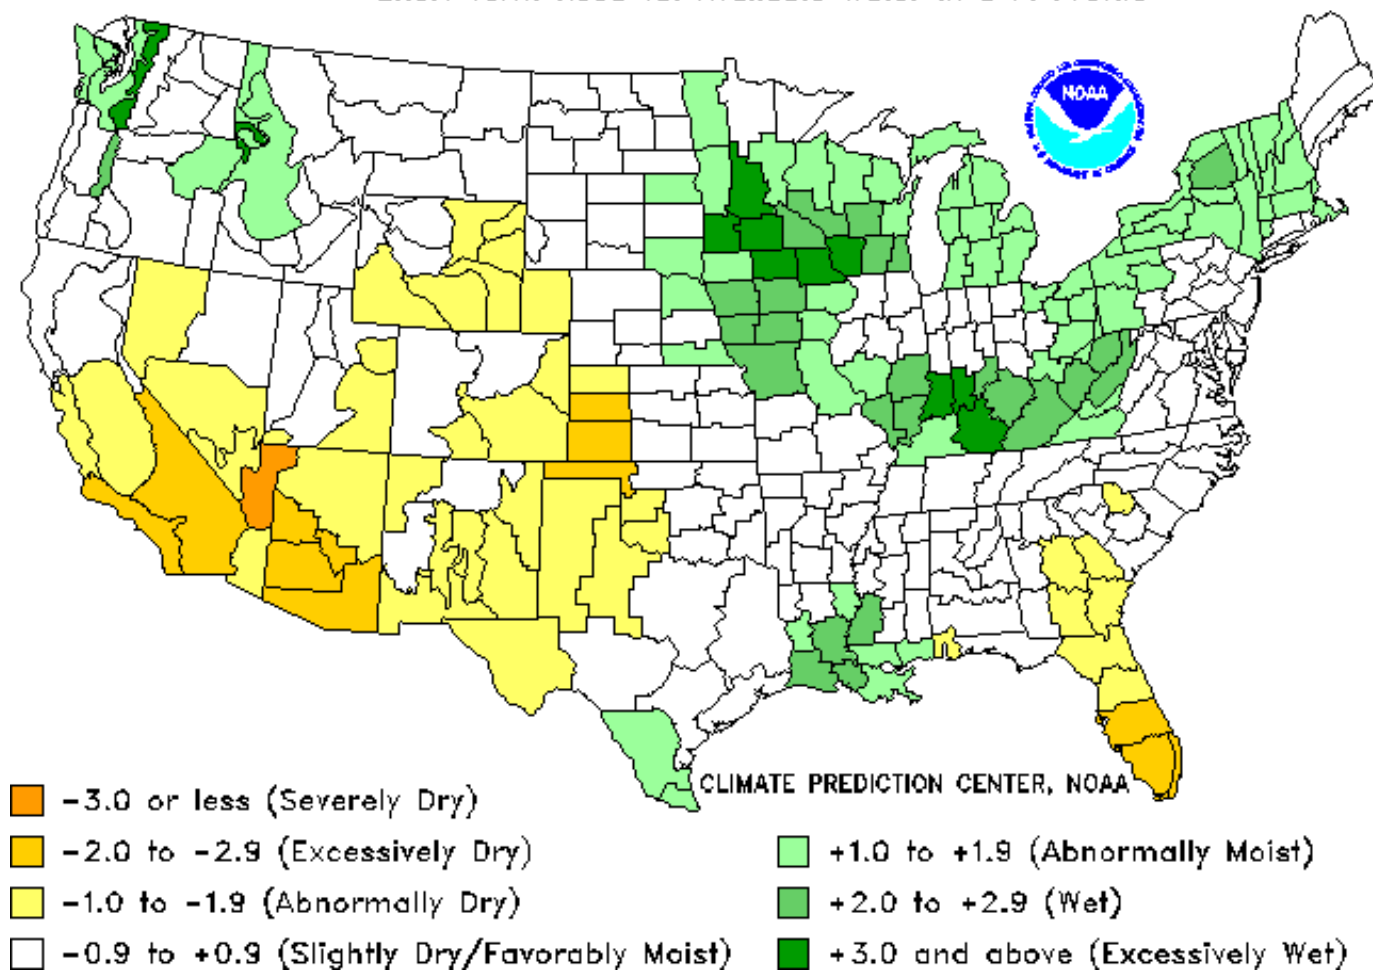 NOAA
CLIMATE PREDICTION CENTER, NOAA
-3.0 or less (Severely Dry)
-2.0 to -2.9 (Excessively Dry)
-1.0 to -1.9 (Abnormally Dry)
-0.9 to +0.9 (Slightly Dry/Favorably Moist)
+1.0 to +1.9 (Abnormally Moist)
+2.0 to +2.9 (Wet)
+3.0 and above (Excessively Wet)